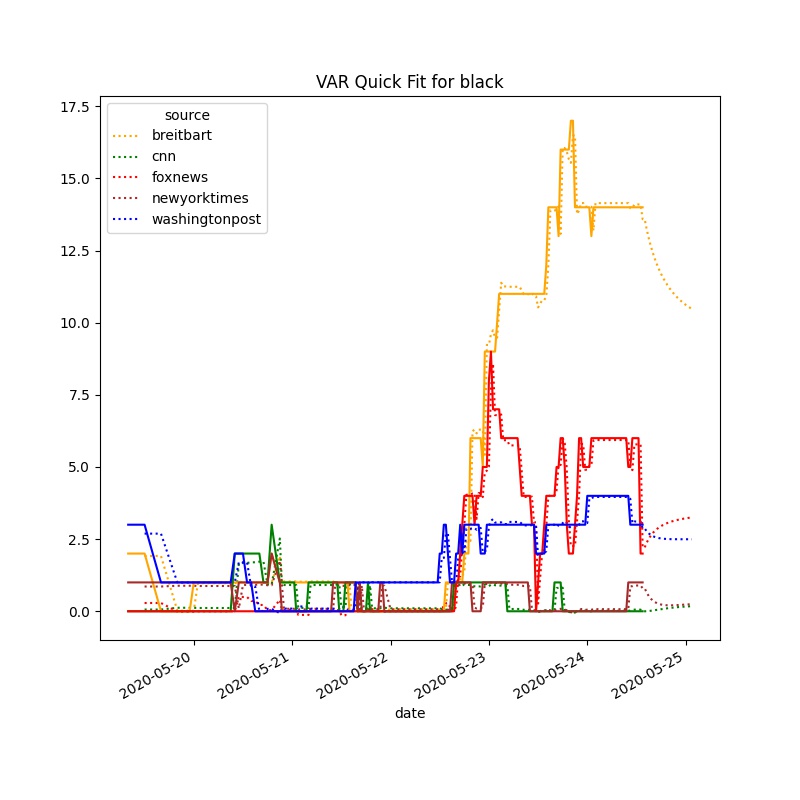 VAR Quick Fit for black
source
breitbart
cnn
foxnews
newyorktimes
washingtonpost
17.5
15.0
12.5
10.0
7.5
5.0
2.5
0.0
2020-05-20
2020-05-21
2020-05-22
2020-05-23
2020-05-24
2020-05-25
date